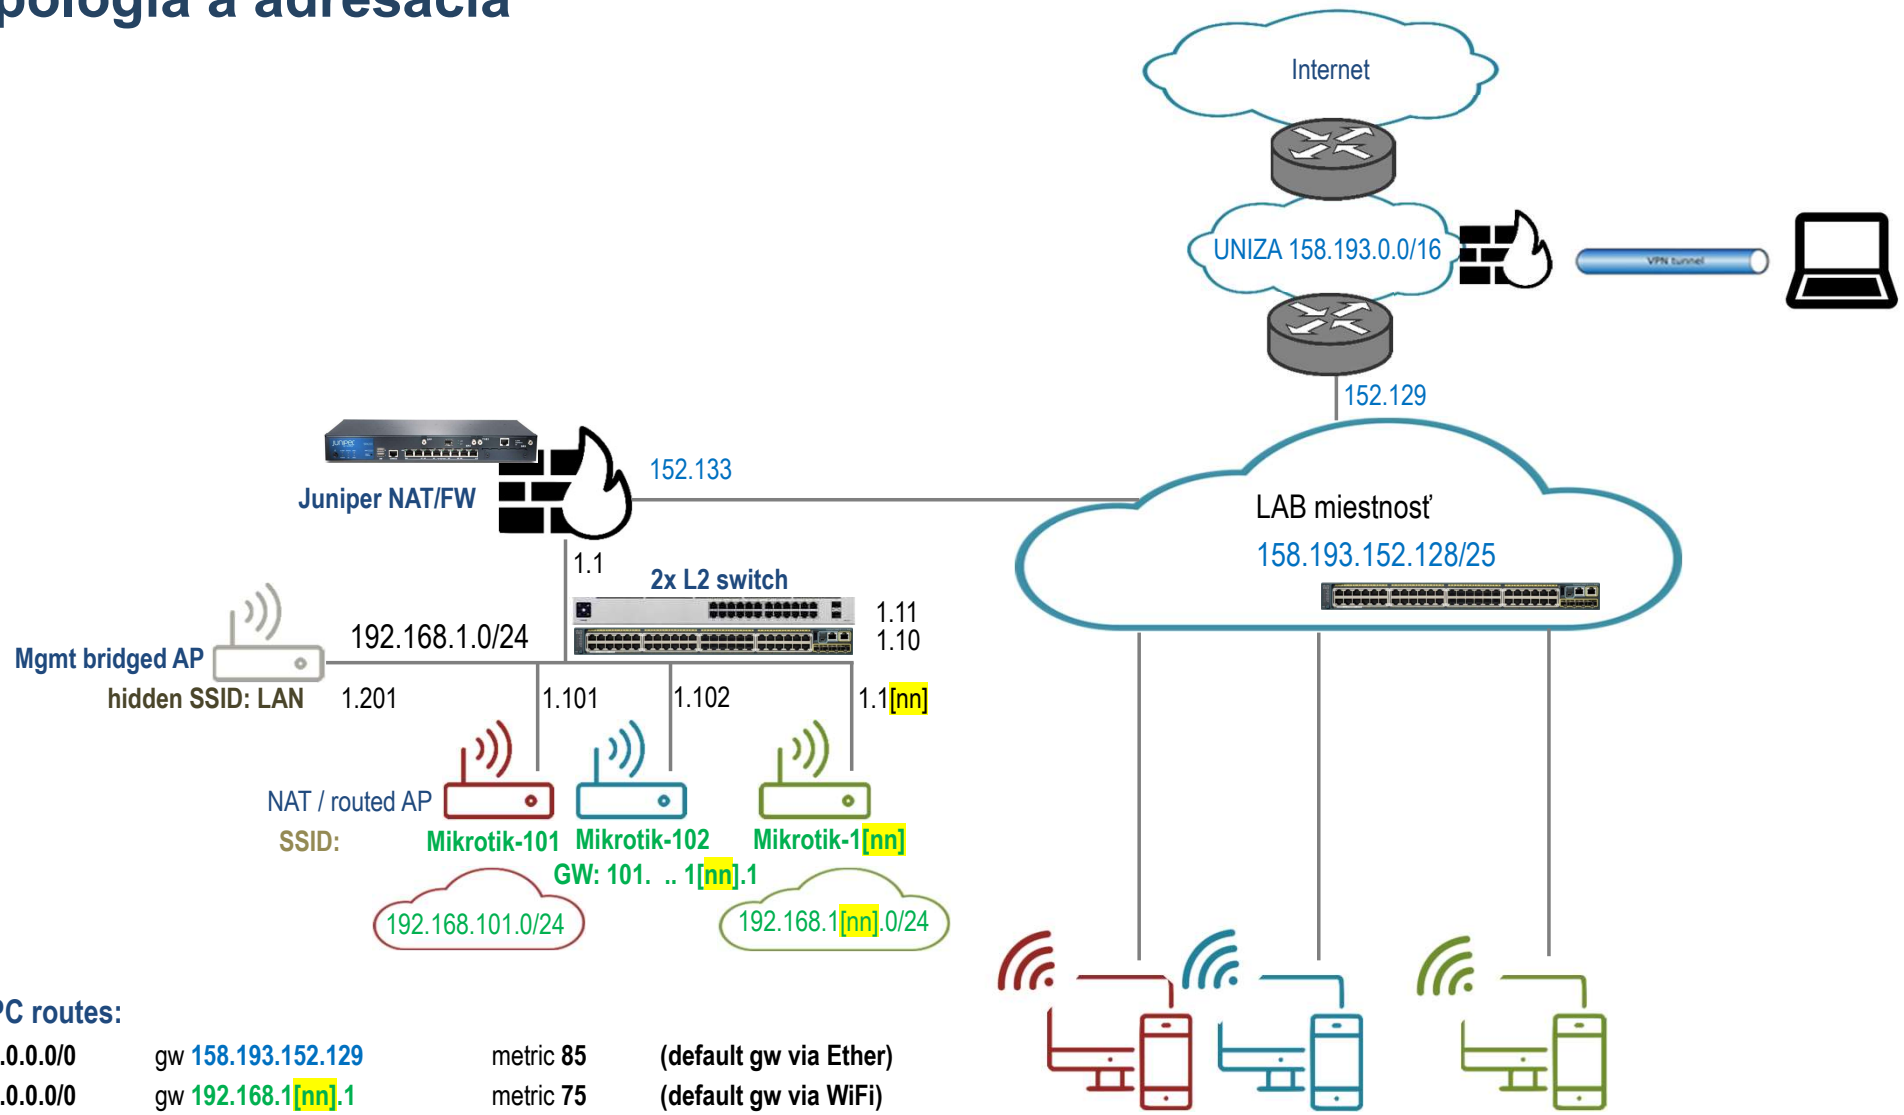 pológia a adresácia
Internet
UNIZA 158.193.0.0/16
VPN tunnel
152.129
Juniper
152.133
Juniper NAT/FW
LAB miestnosť
158.193.152.128/25
1.1
2x L2 switch
1.11
1.10
192.168.1.0/24
Mgmt bridged AP
hidden SSID: LAN
1.201
1.101
1.102
1.1[nn]
NAT / routed AP
SSID:
Mikrotik-101
Mikrotik-102
Mikrotik-1[nn]
GW: 101. .. 1[nn].1
192.168.101.0/24
192.168.1[nn].0/24
PC routes:
.0.0.0/0 gw 158.193.152.129 metric 85 (default gw via Ether)
.0.0.0/0 gw 192.168.1[nn].1 metric 75 (default gw via WiFi)